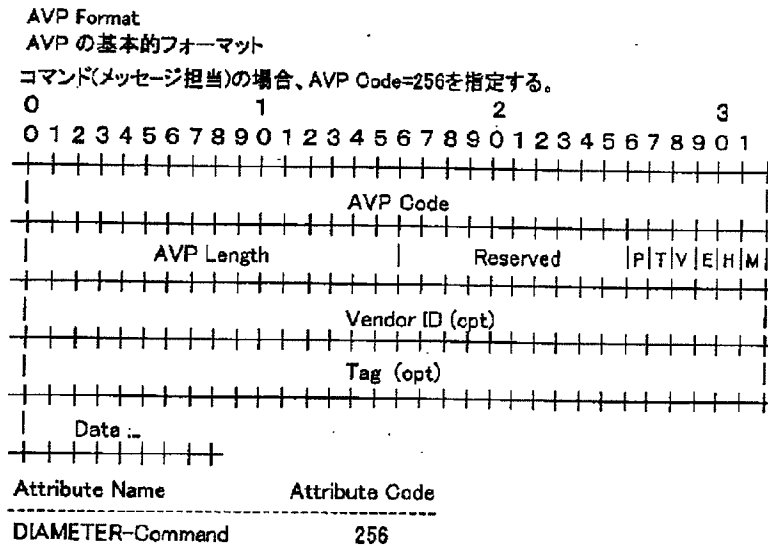 AVP Format
AVP の基本的フォーマット
コマンド(メッセージ担当)の場合、AVP Code=256を指定する。
0 1 2 3
0 1 2 3 4 5 6 7 8 9 0 1 2 3 4 5 6 7 8 9 0 1 2 3 4 5 6 7 8 9 0 1
AVP Code
AVP Length Reserved |P|T|V|E|H|M|
Vendor ID (opt)
Tag (opt)
Data ...
Attribute Name Attribute Code
DIAMETER-Command 256